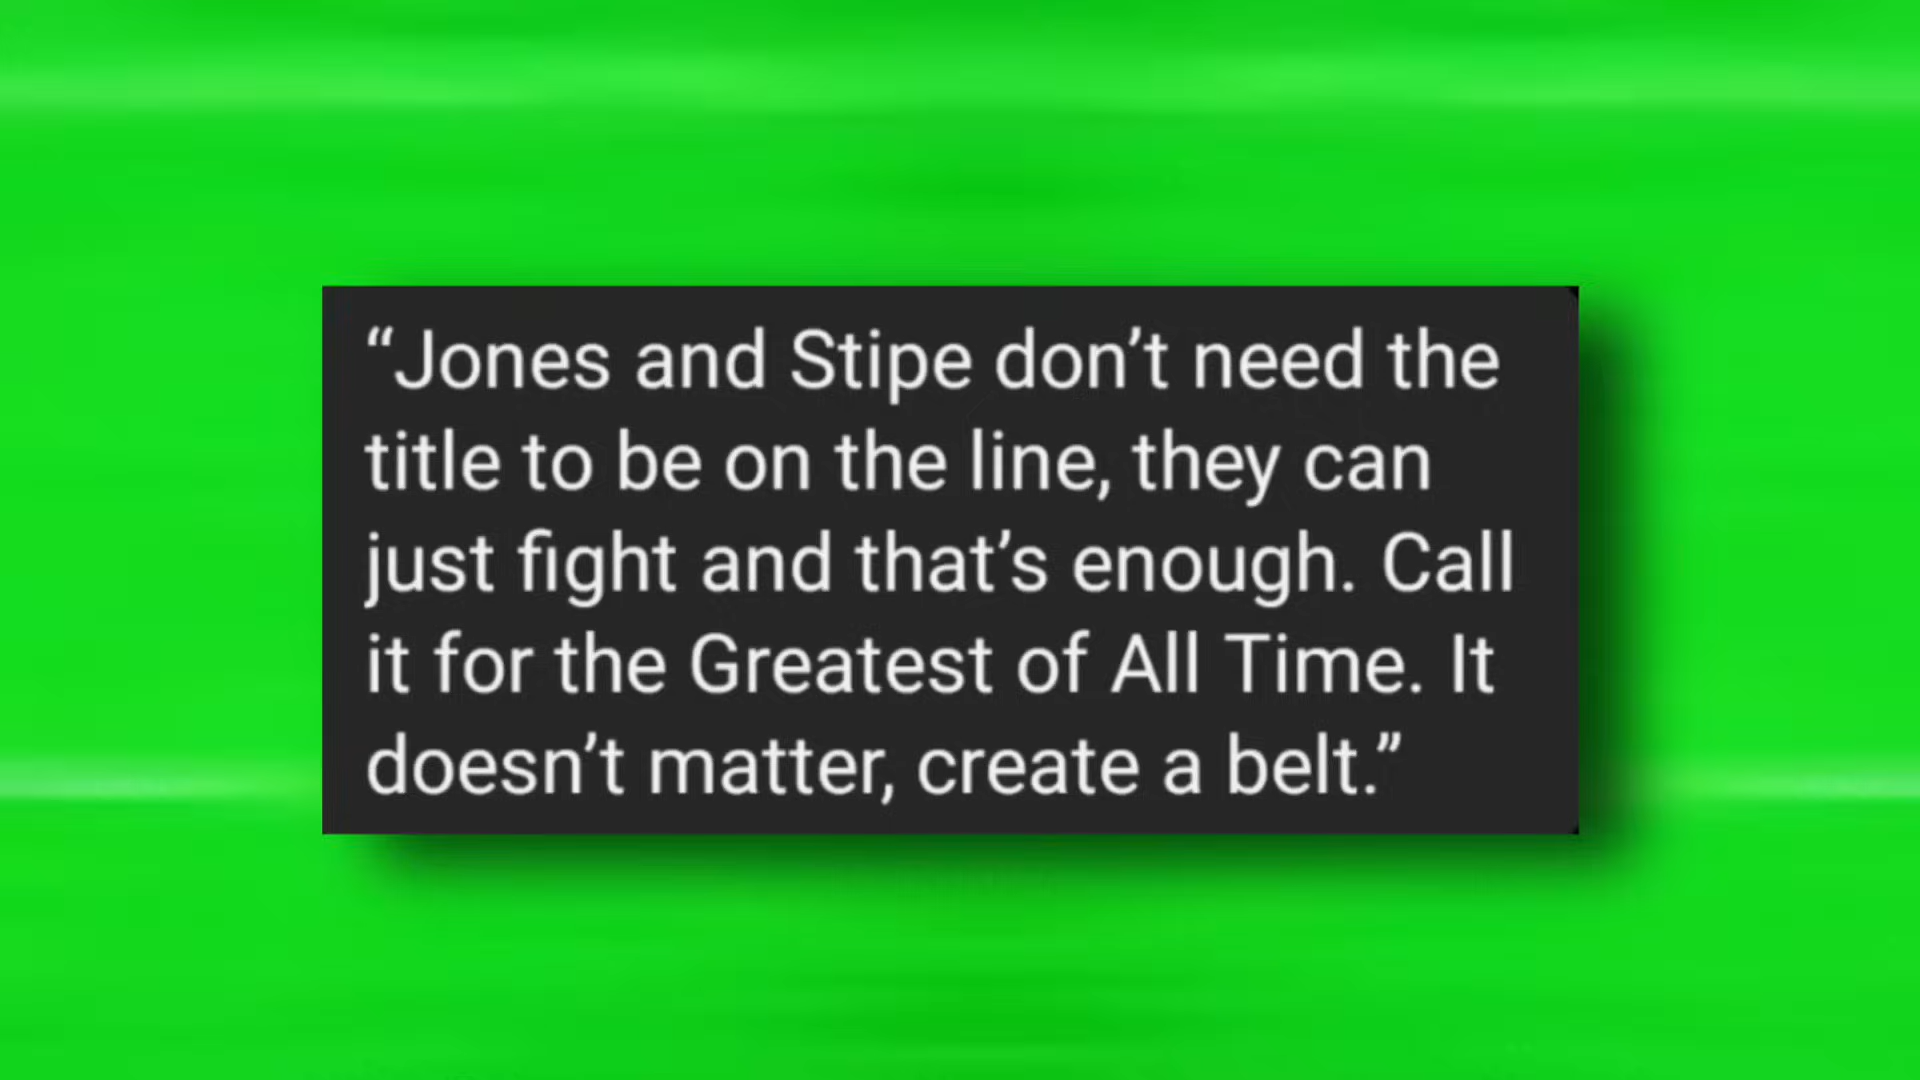 “Jones and Stipe don’t need the
title to be on the line, they can
just fight and that’s enough. Call
it for the Greatest of All Time. It
doesn’t matter, create a belt.”